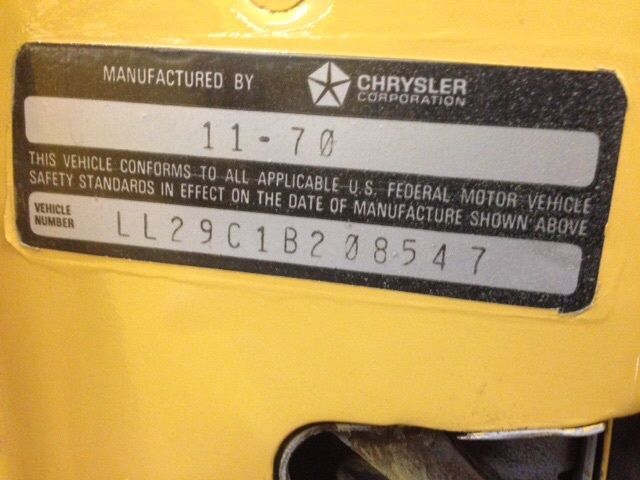 MANUFACTURED BY CHRYSLER CORPORATION
11-70
THIS VEHICLE CONFORMS TO ALL APPLICABLE U.S. FEDERAL MOTOR VEHICLE
SAFETY STANDARDS IN EFFECT ON THE DATE OF MANUFACTURE SHOWN ABOVE
VEHICLE NUMBER LL29C1B208547